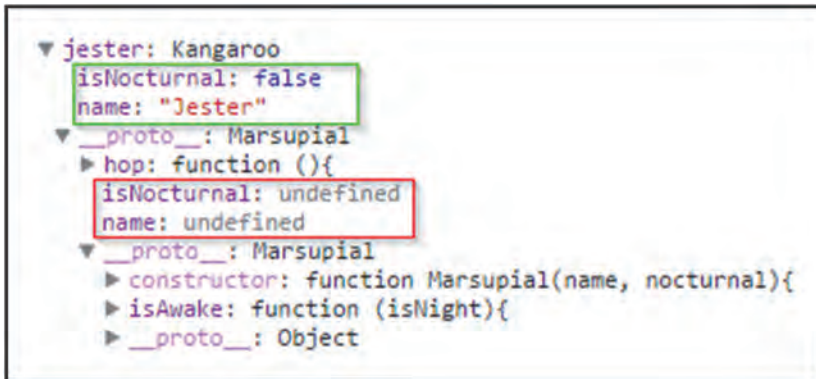 ▼ jester: Kangaroo
isNocturnal: false
name: "Jester"
▼ __proto__: Marsupial
▶ hop: function (){
isNocturnal: undefined
name: undefined
▼ __proto__: Marsupial
▶ constructor: function Marsupial(name, nocturnal){
▶ isAwake: function (isNight){
▶ __proto__: Object